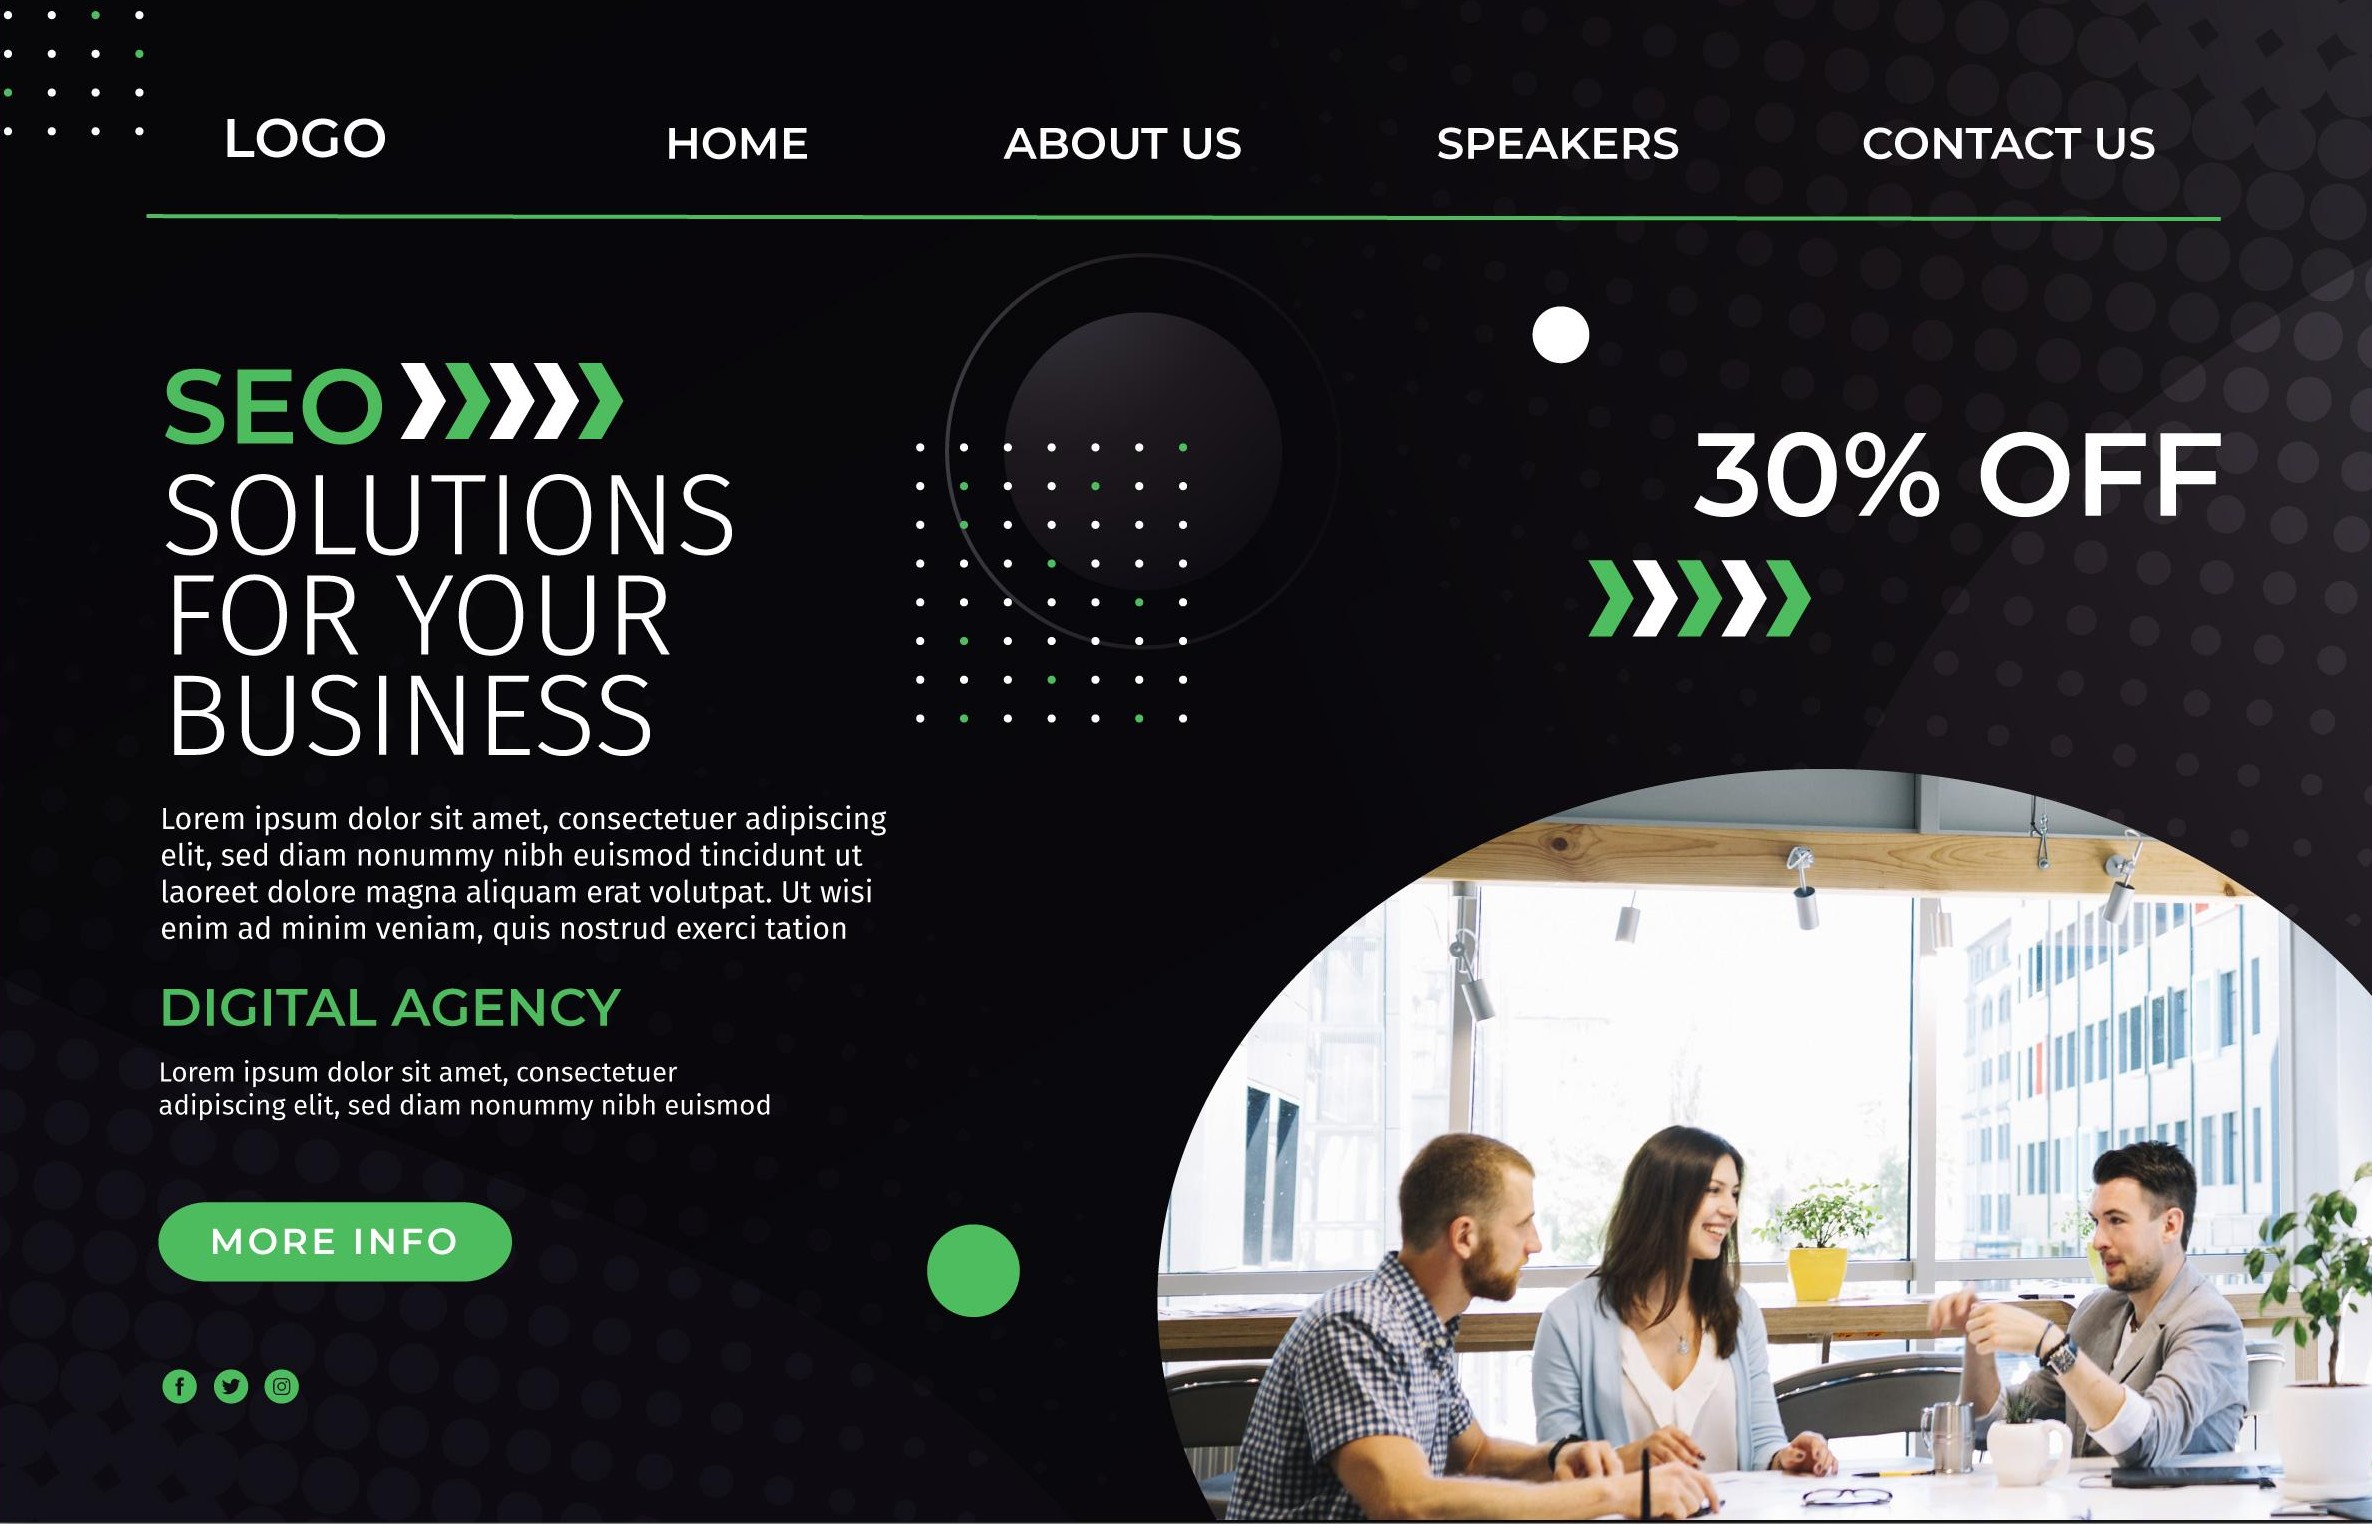 LOGO
HOME
ABOUT US
SPEAKERS
CONTACT US
SEO
SOLUTIONS
FOR YOUR
BUSINESS
30% OFF
Lorem ipsum dolor sit amet, consectetuer adipiscing
elit, sed diam nonummy nibh euismod tincidunt ut
laoreet dolore magna aliquam erat volutpat. Ut wisi
enim ad minim veniam, quis nostrud exerci tation
DIGITAL AGENCY
Lorem ipsum dolor sit amet, consectetuer
adipiscing elit, sed diam nonummy nibh euismod
MORE INFO